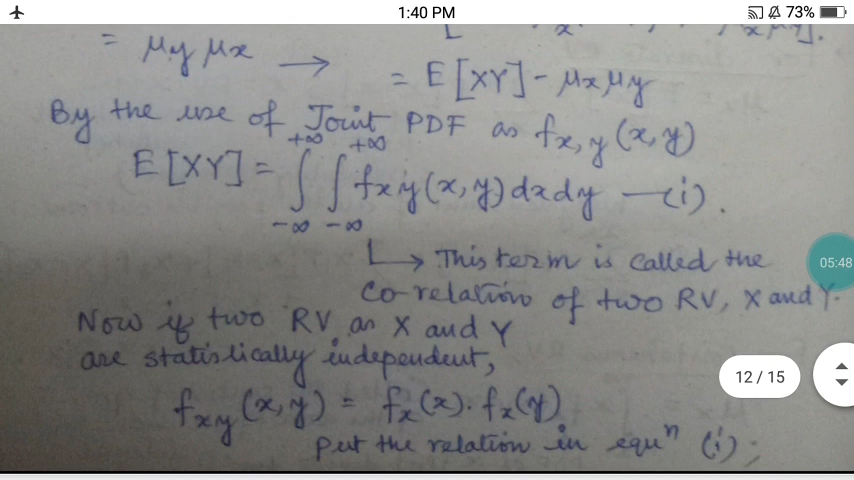 1:40 PM
73%
= μy μx →
= E[XY] - μx μy
By the use of Joint PDF as fx,y (x,y)
E[XY] = ∫_{-∞}^{+∞} ∫_{-∞}^{+∞} fxy(x,y) dx dy —(i).
↳ This term is called the
Co-relation of two RV, X and Y.
05:48
Now if two RV as X and Y
are statistically independent,
12 / 15
fxy (x,y) = fx(x). fx(y)
Put the relation in equⁿ (i);